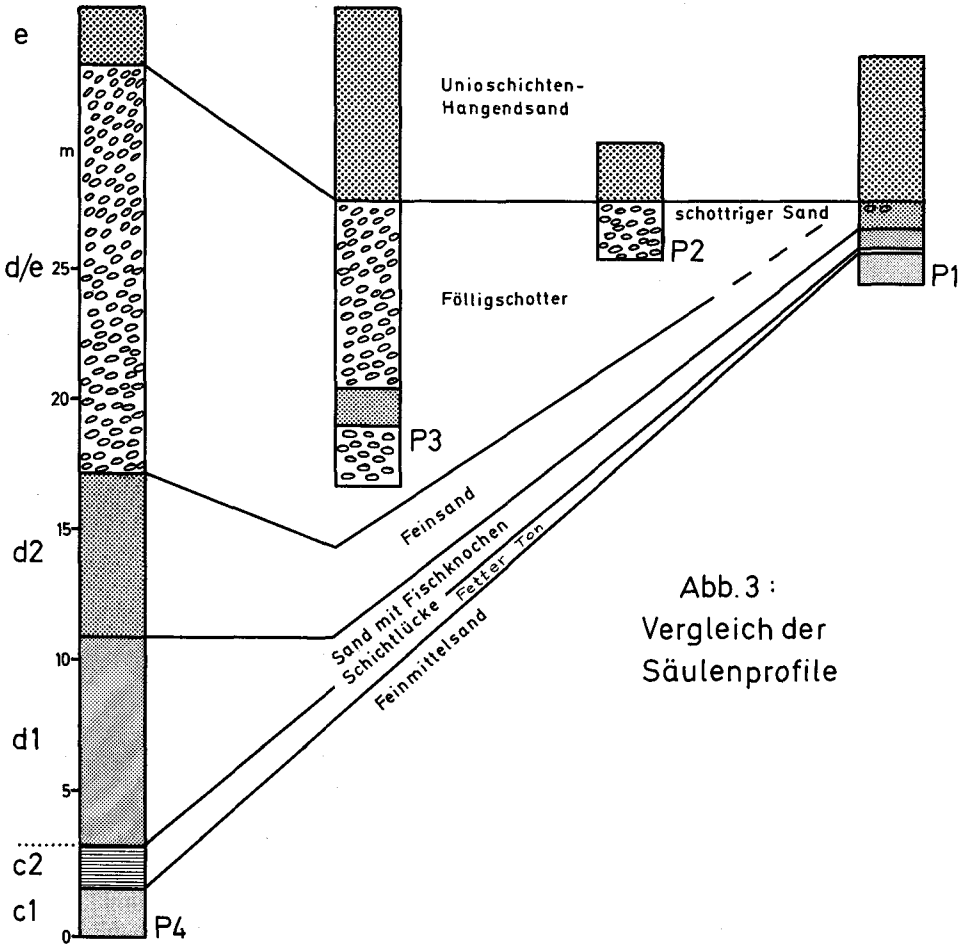 e
m
d/e
25
20
d2
15
10
d1
5
c2
c1
0
P4
P3
P2
P1
Unioschichten-
Hangendsand
schottriger Sand
Fölligschotter
Feinsand
Sand mit Fischknochen
Schichtlücke
Fetter Ton
Feinmittelsand
Abb.3 :
Vergleich der
Säulenprofile